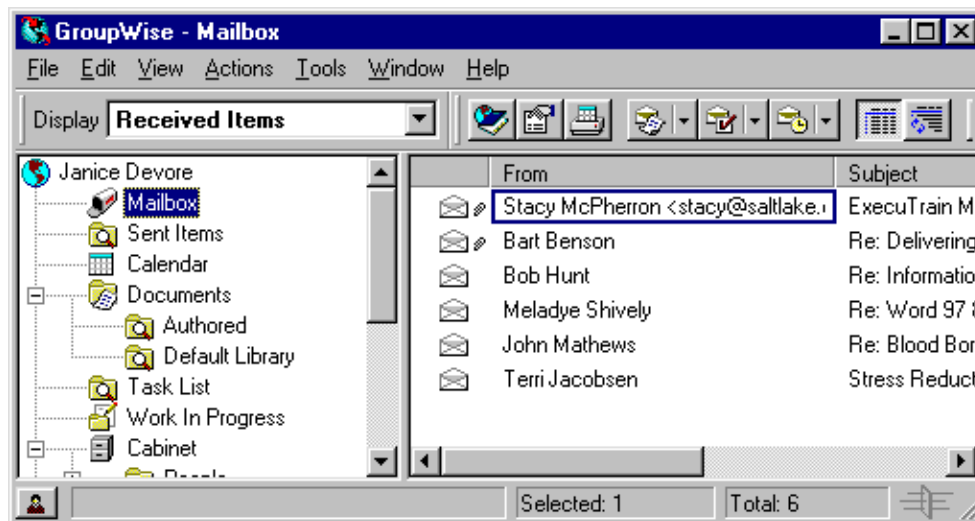 GroupWise - Mailbox
File Edit View Actions Tools Window Help
Display Received Items
Janice Devore
Mailbox
Sent Items
Calendar
Documents
Authored
Default Library
Task List
Work In Progress
Cabinet
From Subject
Stacy McPherron <stacy@saltlake. ExecuTrain M
Bart Benson Re: Delivering
Bob Hunt Re: Informatio
Meladye Shively Re: Word 97
John Mathews Re: Blood Bor
Terri Jacobsen Stress Reduct
Selected: 1 Total: 6